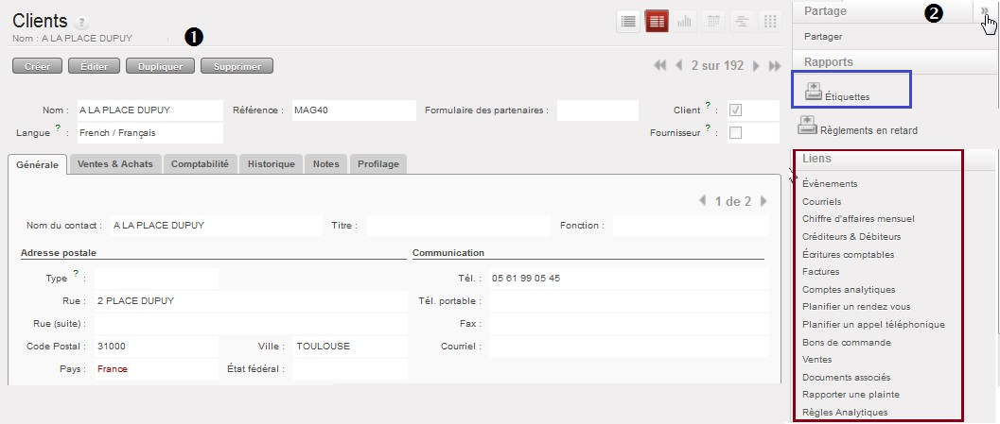 Clients ?
Nom : A LA PLACE DUPUY
1
Créer Éditer Dupliquer Supprimer
2 sur 192
Nom : A LA PLACE DUPUY Référence : MAG40 Formulaire des partenaires : Client ? :
Langue ? : French / Français Fournisseur ? :
Générale Ventes & Achats Comptabilité Historique Notes Profilage
1 de 2
Nom du contact : A LA PLACE DUPUY Titre : Fonction :
Adresse postale Communication
Type ? : Tél. : 05 61 99 05 45
Rue : 2 PLACE DUPUY Tél. portable :
Rue (suite) : Fax :
Code Postal : 31000 Ville : TOULOUSE Courriel :
Pays : France État fédéral :
Partage 2 »
Partager
Rapports
Étiquettes
Règlements en retard
Liens
Évènements
Courriels
Chiffre d'affaires mensuel
Créditeurs & Débiteurs
Écritures comptables
Factures
Comptes analytiques
Planifier un rendez vous
Planifier un appel téléphonique
Bons de commande
Ventes
Documents associés
Rapporter une plainte
Règles Analytiques